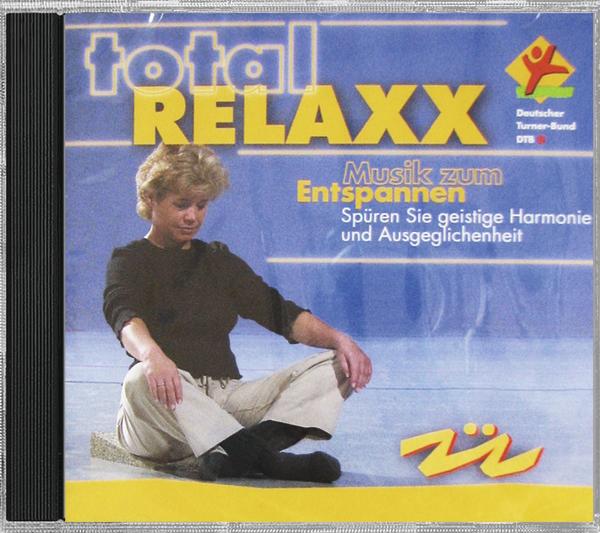 total
RELAXX
Musik zum
Entspannen
Spüren Sie geistige Harmonie
und Ausgeglichenheit
Deutscher
Turner-Bund
DTB